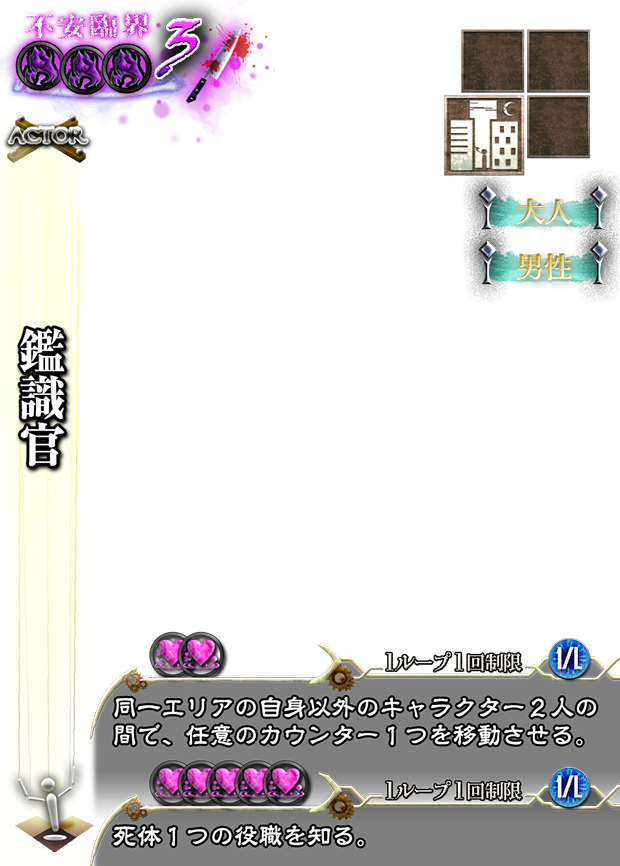 不安臨界
3
ACTOR
大人
男性
鑑識官
1ループ1回制限
1/L
同一エリアの自身以外のキャラクター2人の
間で、任意のカウンター1つを移動させる。
1ループ1回制限
1/L
死体1つの役職を知る。